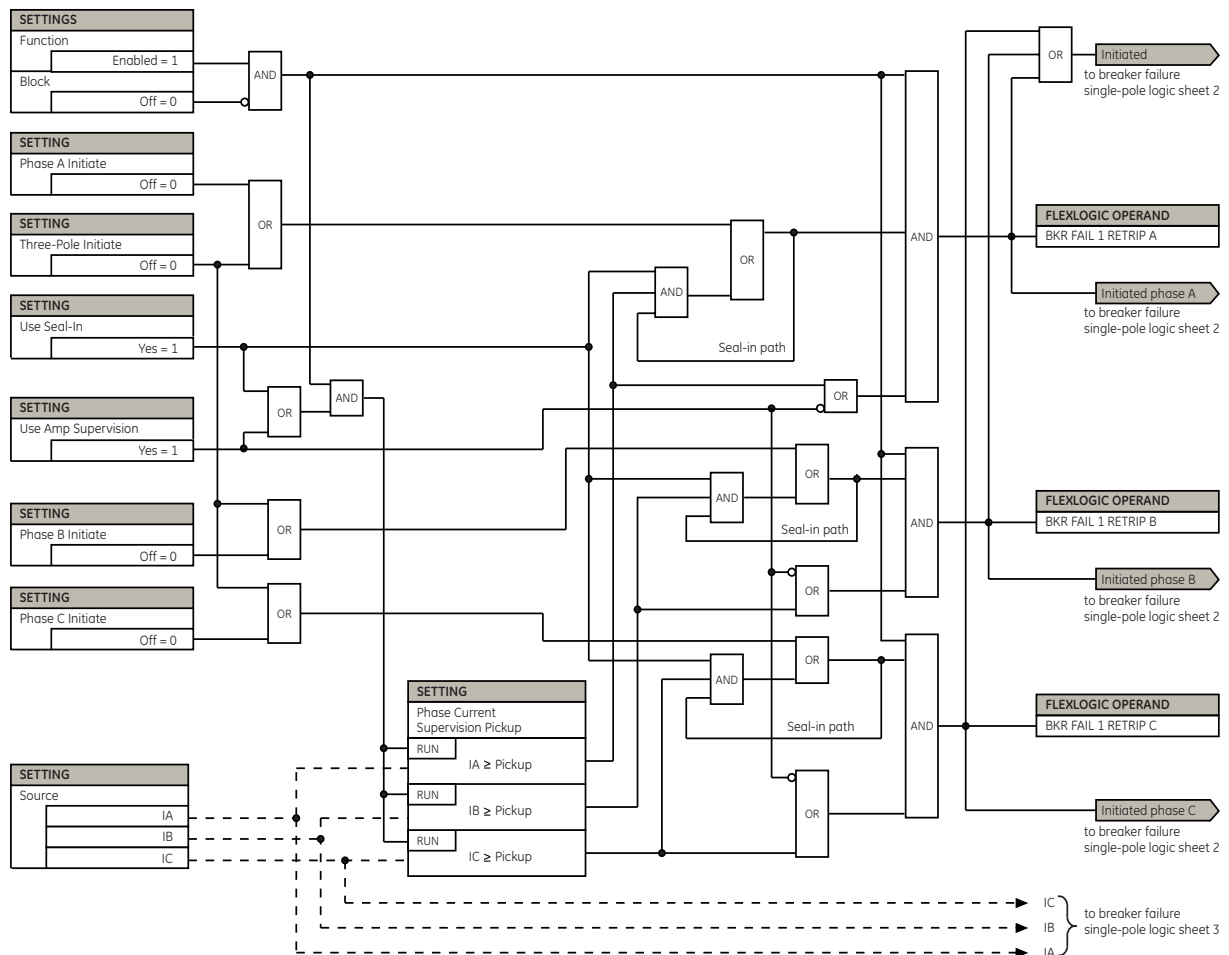 SETTINGS
Function
Enabled = 1
Block
Off = 0
AND
SETTING
Phase A Initiate
Off = 0
OR
SETTING
Three-Pole Initiate
Off = 0
SETTING
Use Seal-In
Yes = 1
OR
AND
SETTING
Use Amp Supervision
Yes = 1
SETTING
Phase B Initiate
Off = 0
OR
SETTING
Phase C Initiate
Off = 0
OR
SETTING
Source
IA
IB
IC
SETTING
Phase Current
Supervision Pickup
RUN
IA ≥ Pickup
RUN
IB ≥ Pickup
RUN
IC ≥ Pickup
OR
AND
Seal-in path
OR
AND
OR
AND
Seal-in path
OR
AND
OR
AND
Seal-in path
OR
AND
OR
Initiated
to breaker failure
single-pole logic sheet 2
FLEXLOGIC OPERAND
BKR FAIL 1 RETRIP A
Initiated phase A
to breaker failure
single-pole logic sheet 2
FLEXLOGIC OPERAND
BKR FAIL 1 RETRIP B
Initiated phase B
to breaker failure
single-pole logic sheet 2
FLEXLOGIC OPERAND
BKR FAIL 1 RETRIP C
Initiated phase C
to breaker failure
single-pole logic sheet 2
IC
IB
IA
to breaker failure
single-pole logic sheet 3